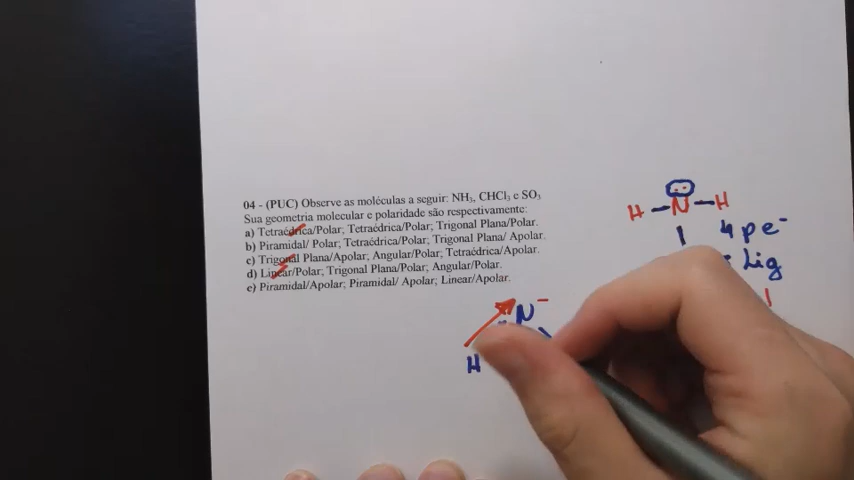 04 - (PUC) Observe as moléculas a seguir: NH₃, CHCl₃ e SO₃
Sua geometria molecular e polaridade são respectivamente:
a) Tetraédrica/Polar; Tetraédrica/Polar; Trigonal Plana/Polar.
b) Piramidal/ Polar; Tetraédrica/Polar; Trigonal Plana/ Apolar.
c) Trigonal Plana/Apolar; Angular/Polar; Tetraédrica/Apolar.
d) Linear/Polar; Trigonal Plana/Polar; Angular/Polar.
e) Piramidal/Apolar; Piramidal/ Apolar; Linear/Apolar.
H – N – H
4 p e⁻
Lig
N⁻
H